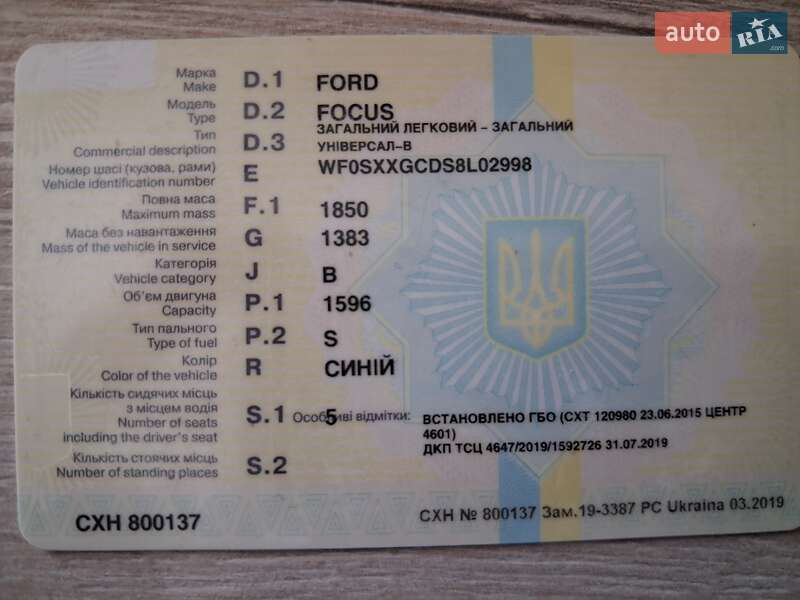 auto RIA .com
Марка
Make
D.1 FORD
Модель
Type
D.2 FOCUS
Тип
Commercial description
D.3 ЗАГАЛЬНИЙ ЛЕГКОВИЙ – ЗАГАЛЬНИЙ
УНІВЕРСАЛ-В
Номер шасі (кузова, рами)
Vehicle identification number
E WF0SXXGCDS8L02998
Повна маса
Maximum mass
F.1 1850
Маса без навантаження
Mass of the vehicle in service
G 1383
Категорія
Vehicle category
J B
Об'єм двигуна
Capacity
P.1 1596
Тип пального
Type of fuel
P.2 S
Колір
Color of the vehicle
R СИНІЙ
Кількість сидячих місць
з місцем водія
Number of seats
including the driver's seat
S.1 5
Особливі відмітки: ВСТАНОВЛЕНО ГБО (СХТ 120980 23.06.2015 ЦЕНТР
4601)
ДКП ТСЦ 4647/2019/1592726 31.07.2019
Кількість стоячих місць
Number of standing places
S.2
СХН 800137
СХН № 800137 Зам.19-3387 РС Ukraina 03.2019